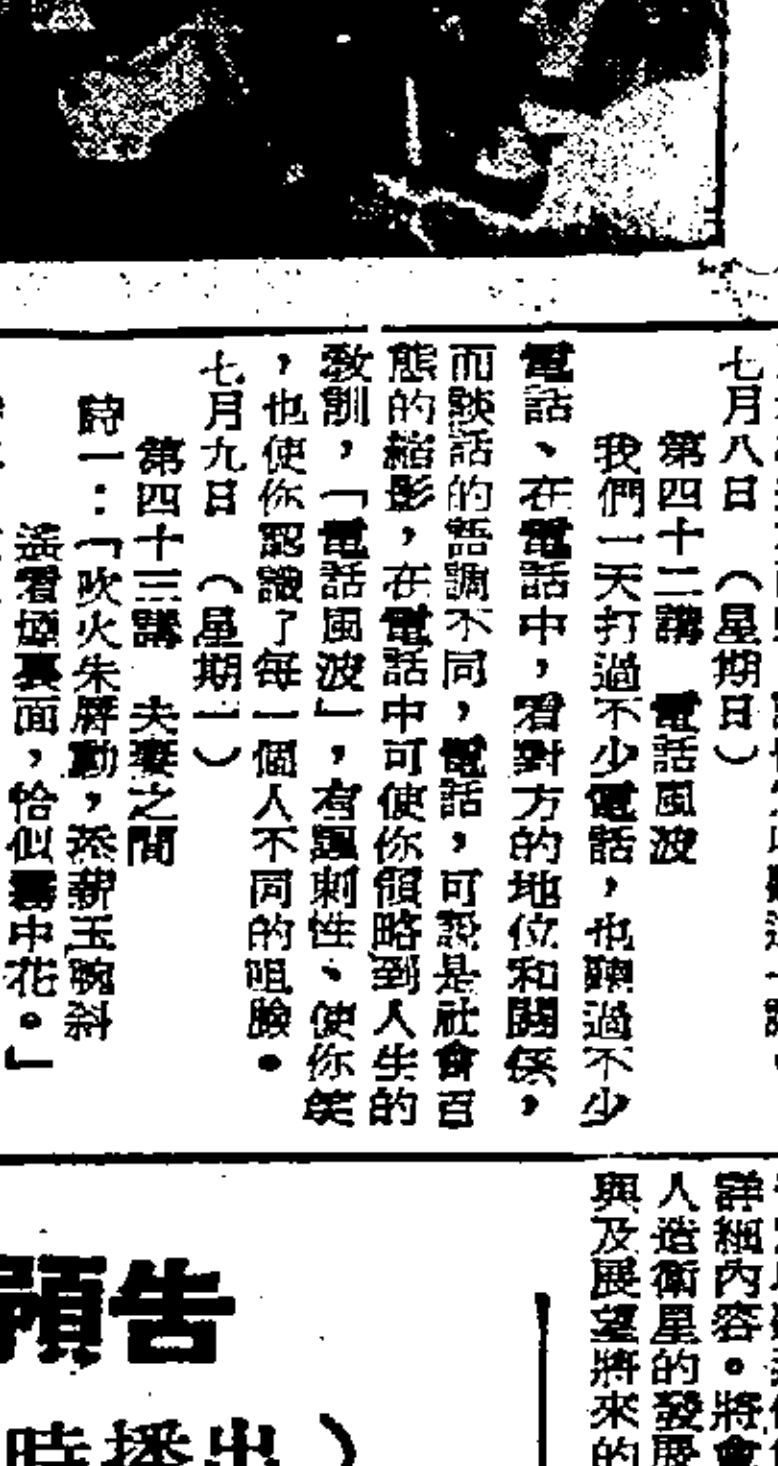 七月八日　（星期日）
第四十二講　電話風波
我們一天打過不少電話，也聽過不少
電話、在電話中，看對方的地位和關係，
而談話的語調不同，電話，可說是社會百
態的縮影，在電話中可使你領略到人生的
教訓，「電話風波」，有諷刺性、使你笑
，也使你認識了每一個人不同的咀臉。
七月九日　（星期一）
第四十三講　夫妻之間
詩一：「吹火朱唇動，添薪玉腕斜
遙看煙裏面，恰似霧中花。」
詳細內容。將會
人造衛星的發展
與及展望將來的
預告
時播出）